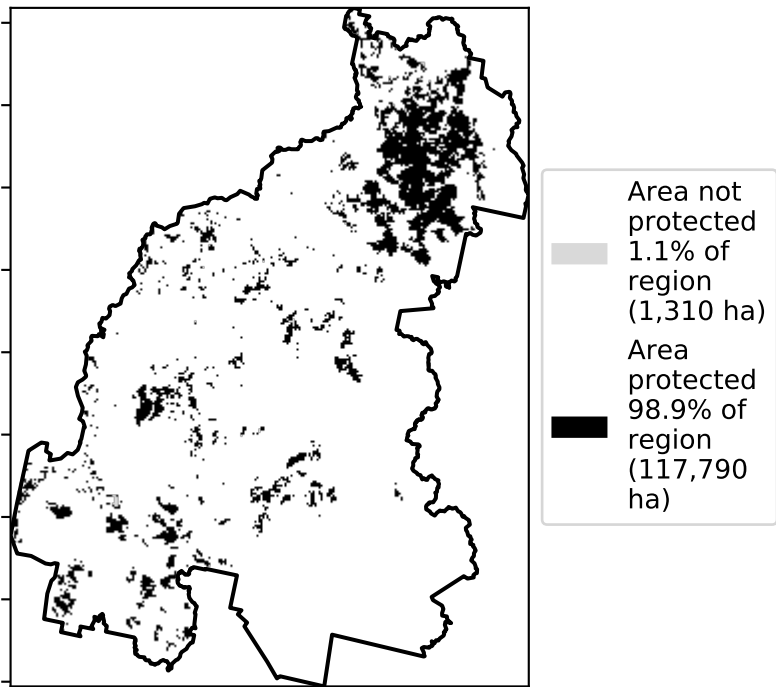 Area not
protected
1.1% of
region
(1,310 ha)
Area
protected
98.9% of
region
(117,790
ha)